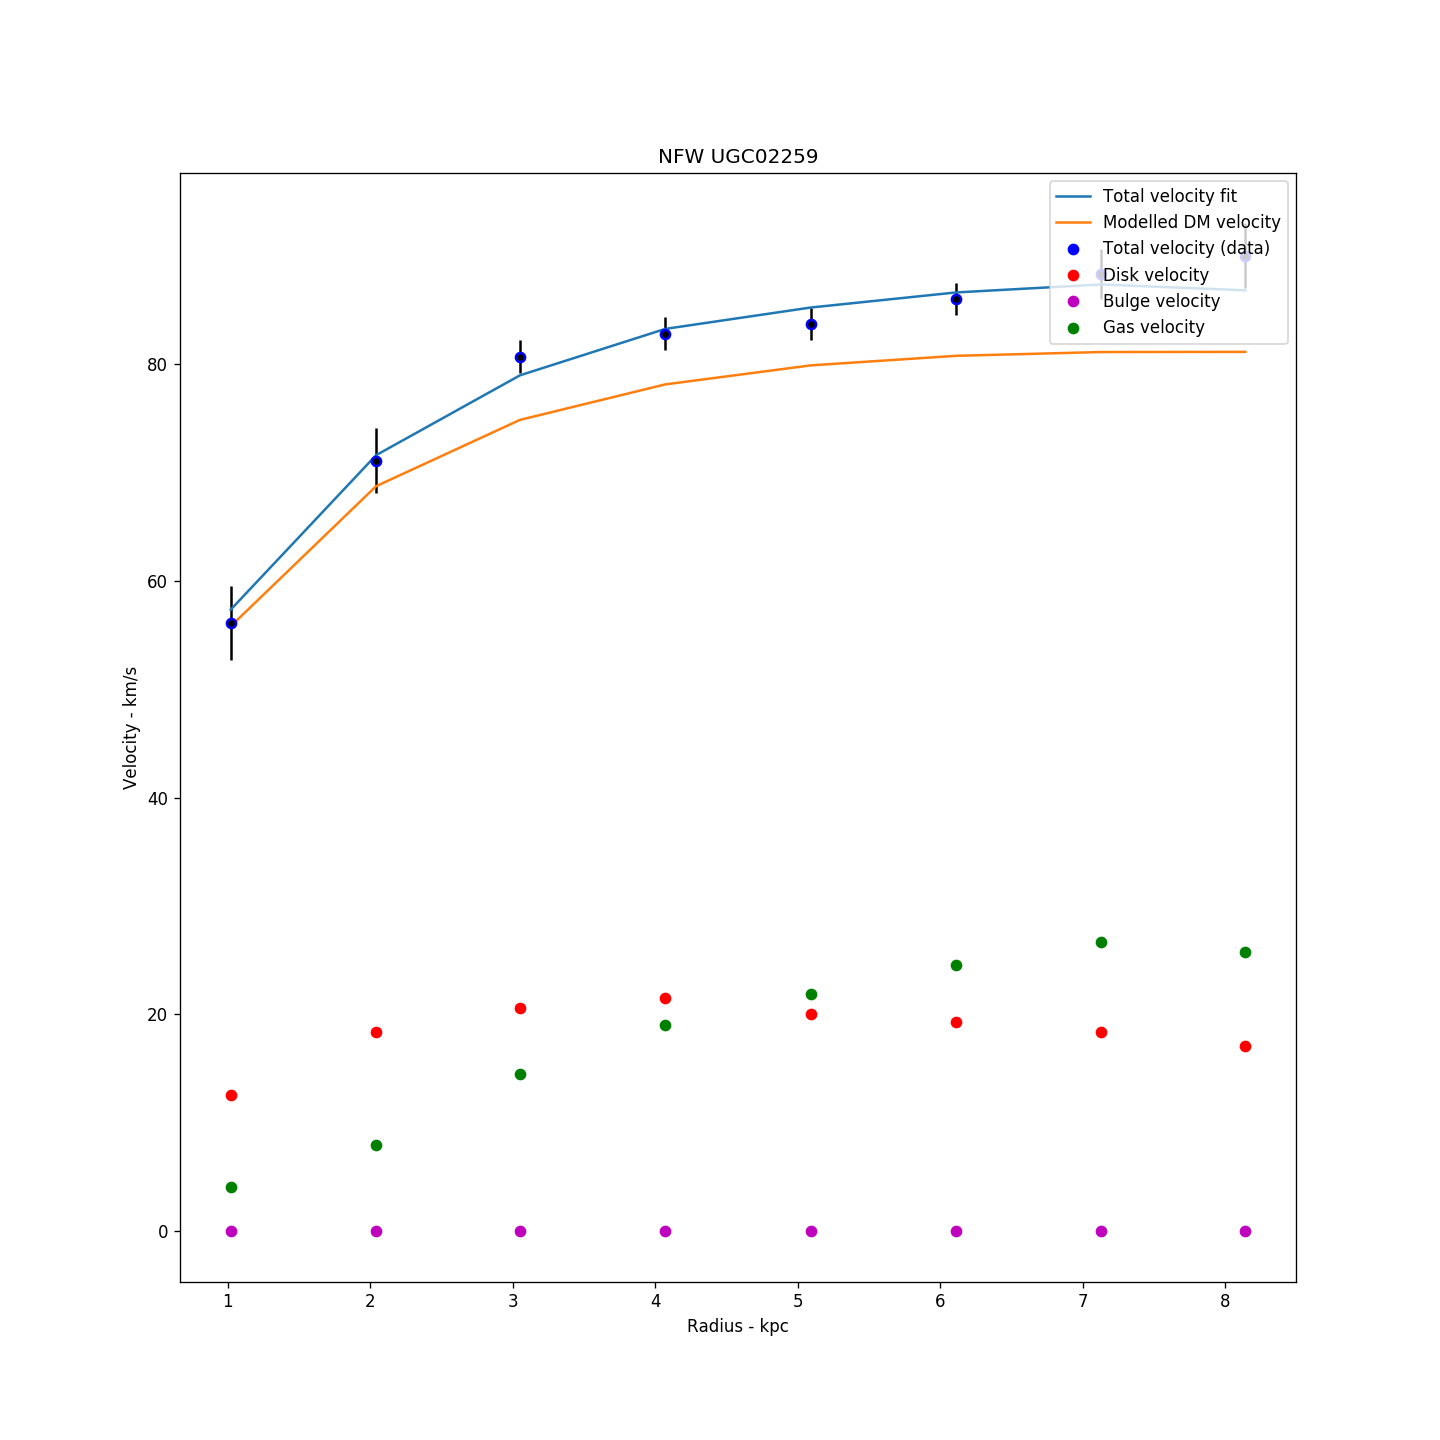 NFW UGC02259
Total velocity fit
Modelled DM velocity
Total velocity (data)
Disk velocity
Bulge velocity
Gas velocity
80
60
40
20
0
Velocity - km/s
1 2 3 4 5 6 7 8
Radius - kpc